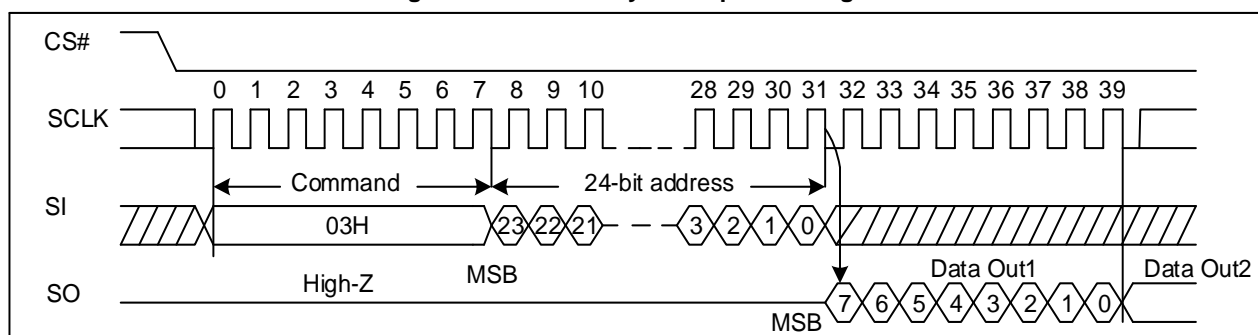 CS#
0 1 2 3 4 5 6 7 8 9 10 28 29 30 31 32 33 34 35 36 37 38 39
SCLK
Command 24-bit address
SI
03H 23 22 21 3 2 1 0
High-Z MSB Data Out1 Data Out2
SO
7 6 5 4 3 2 1 0
MSB